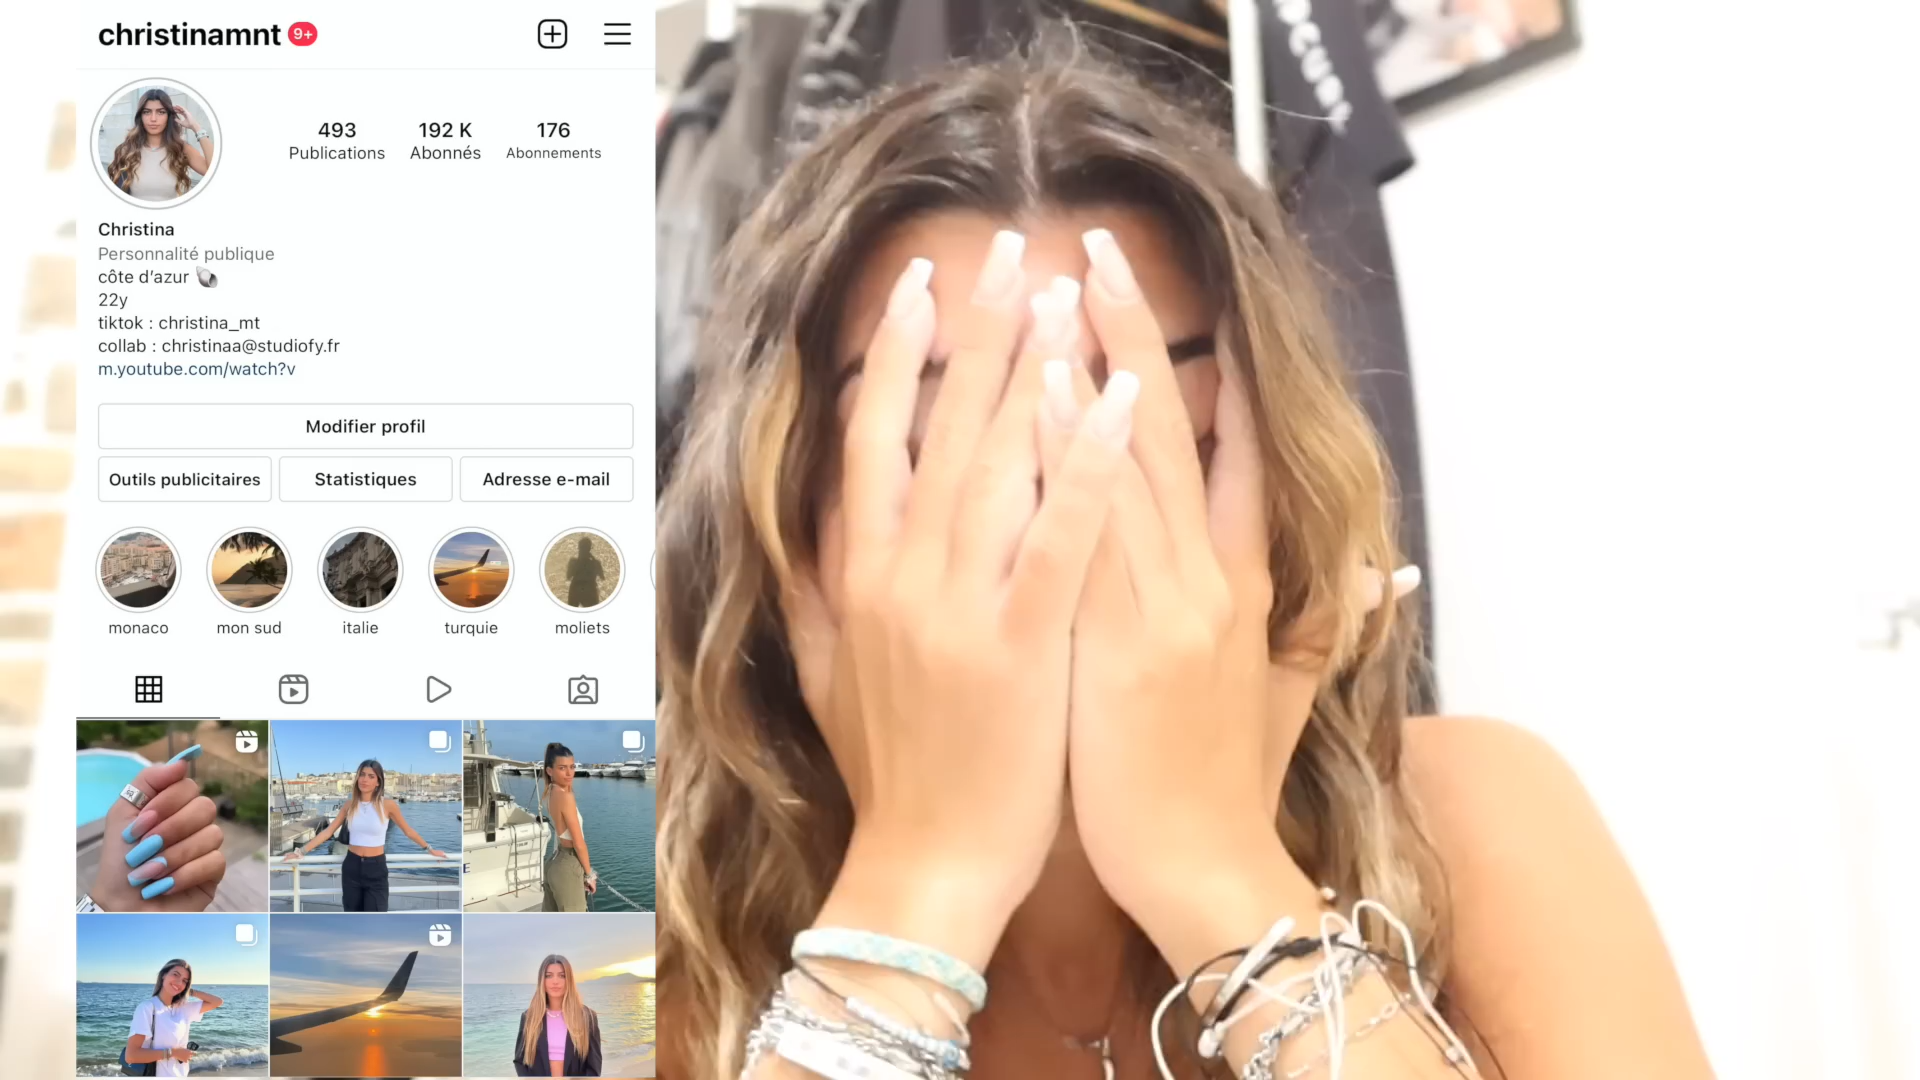 christinamnt 9+
493 192 K 176
Publications Abonnés Abonnements
Christina
Personnalité publique
côte d'azur
22y
tiktok : christina_mt
collab : christinaa@studiofy.fr
m.youtube.com/watch?v
Modifier profil
Outils publicitaires Statistiques Adresse e-mail
monaco mon sud italie turquie moliets